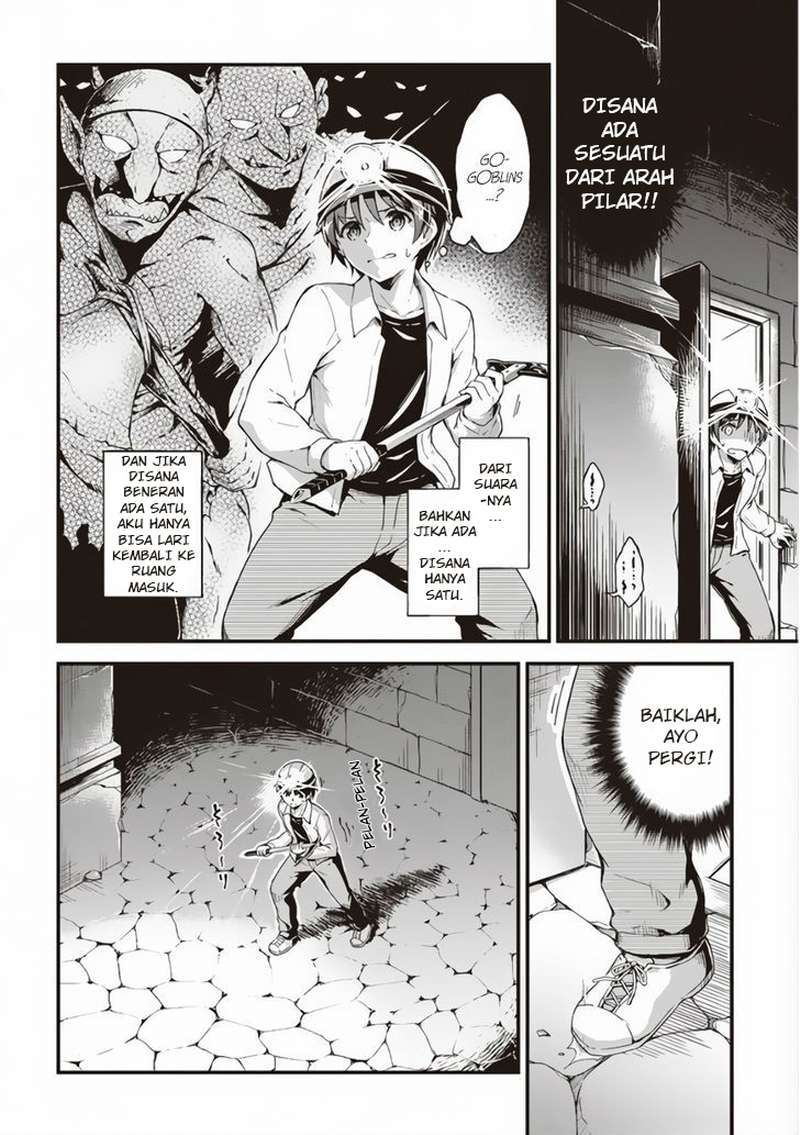 DISANA
ADA
SESUATU
DARI ARAH
PILAR!!
GO-
GOBLINS
...?
DARI
SUARA
-NYA
...
BAHKAN
JIKA ADA
...
DISANA
HANYA
SATU.
DAN JIKA
DISANA
BENERAN
ADA SATU,
AKU HANYA
BISA LARI
KEMBALI KE
RUANG
MASUK.
BAIKLAH,
AYO
PERGI!
PELAN-PELAN